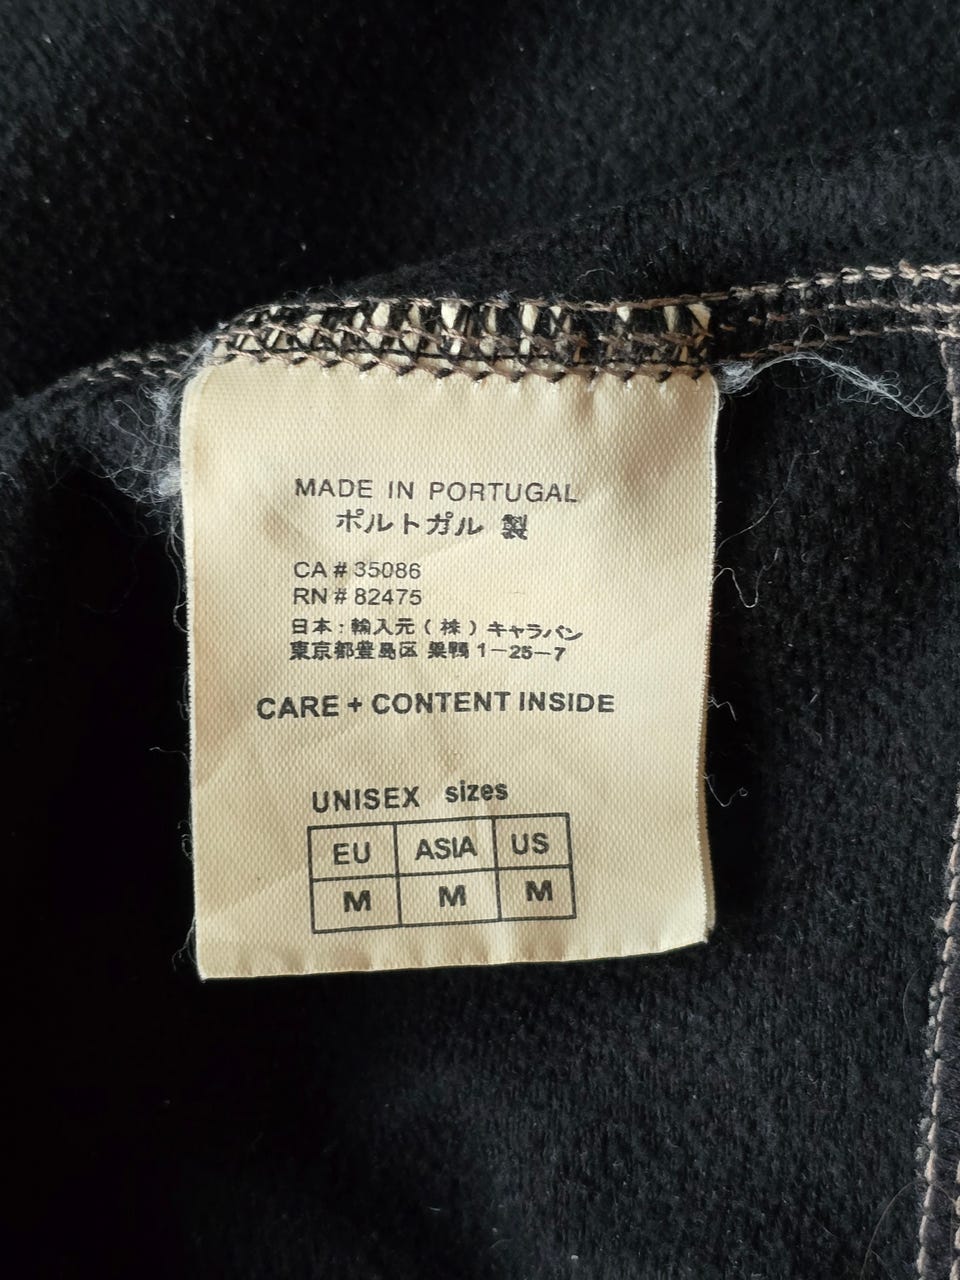 MADE IN PORTUGAL
ポルトガル 製
CA # 35086
RN # 82475
日本 : 輸入元 ( 株 ) キャラバン
東京都豊島区 巣鴨 1-25-7
CARE + CONTENT INSIDE
UNISEX sizes
EU ASIA US
M M M